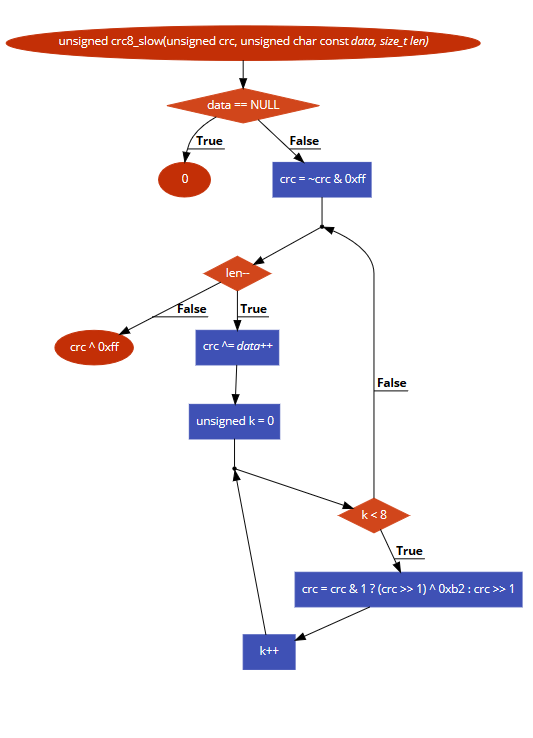 unsigned crc8_slow(unsigned crc, unsigned char const data, size_t len)
data == NULL
True
False
0
crc = ~crc & 0xff
len--
False
True
crc ^ 0xff
crc ^= data++
False
unsigned k = 0
k < 8
True
crc = crc & 1 ? (crc >> 1) ^ 0xb2 : crc >> 1
k++